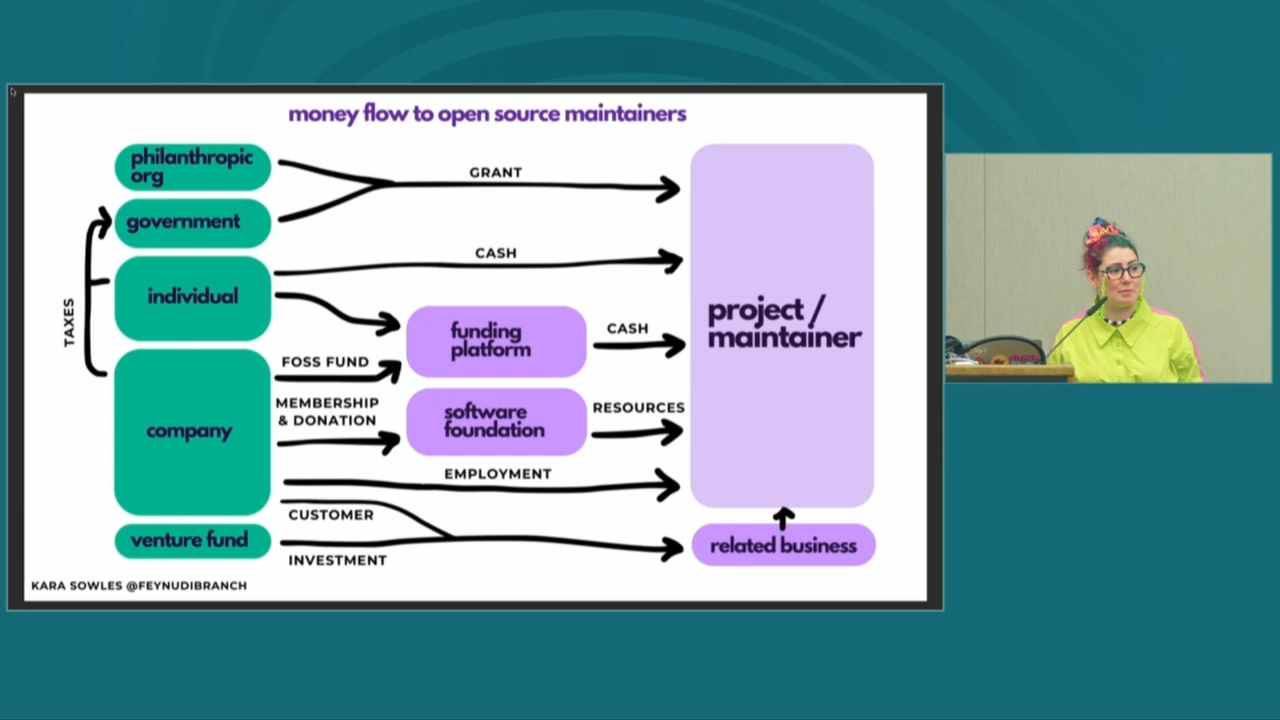 money flow to open source maintainers
philanthropic
org
government
individual
company
venture fund
TAXES
GRANT
CASH
FOSS FUND
MEMBERSHIP
& DONATION
EMPLOYMENT
CUSTOMER
INVESTMENT
funding
platform
software
foundation
CASH
RESOURCES
project /
maintainer
related business
KARA SOWLES @FEYNUDIBRANCH